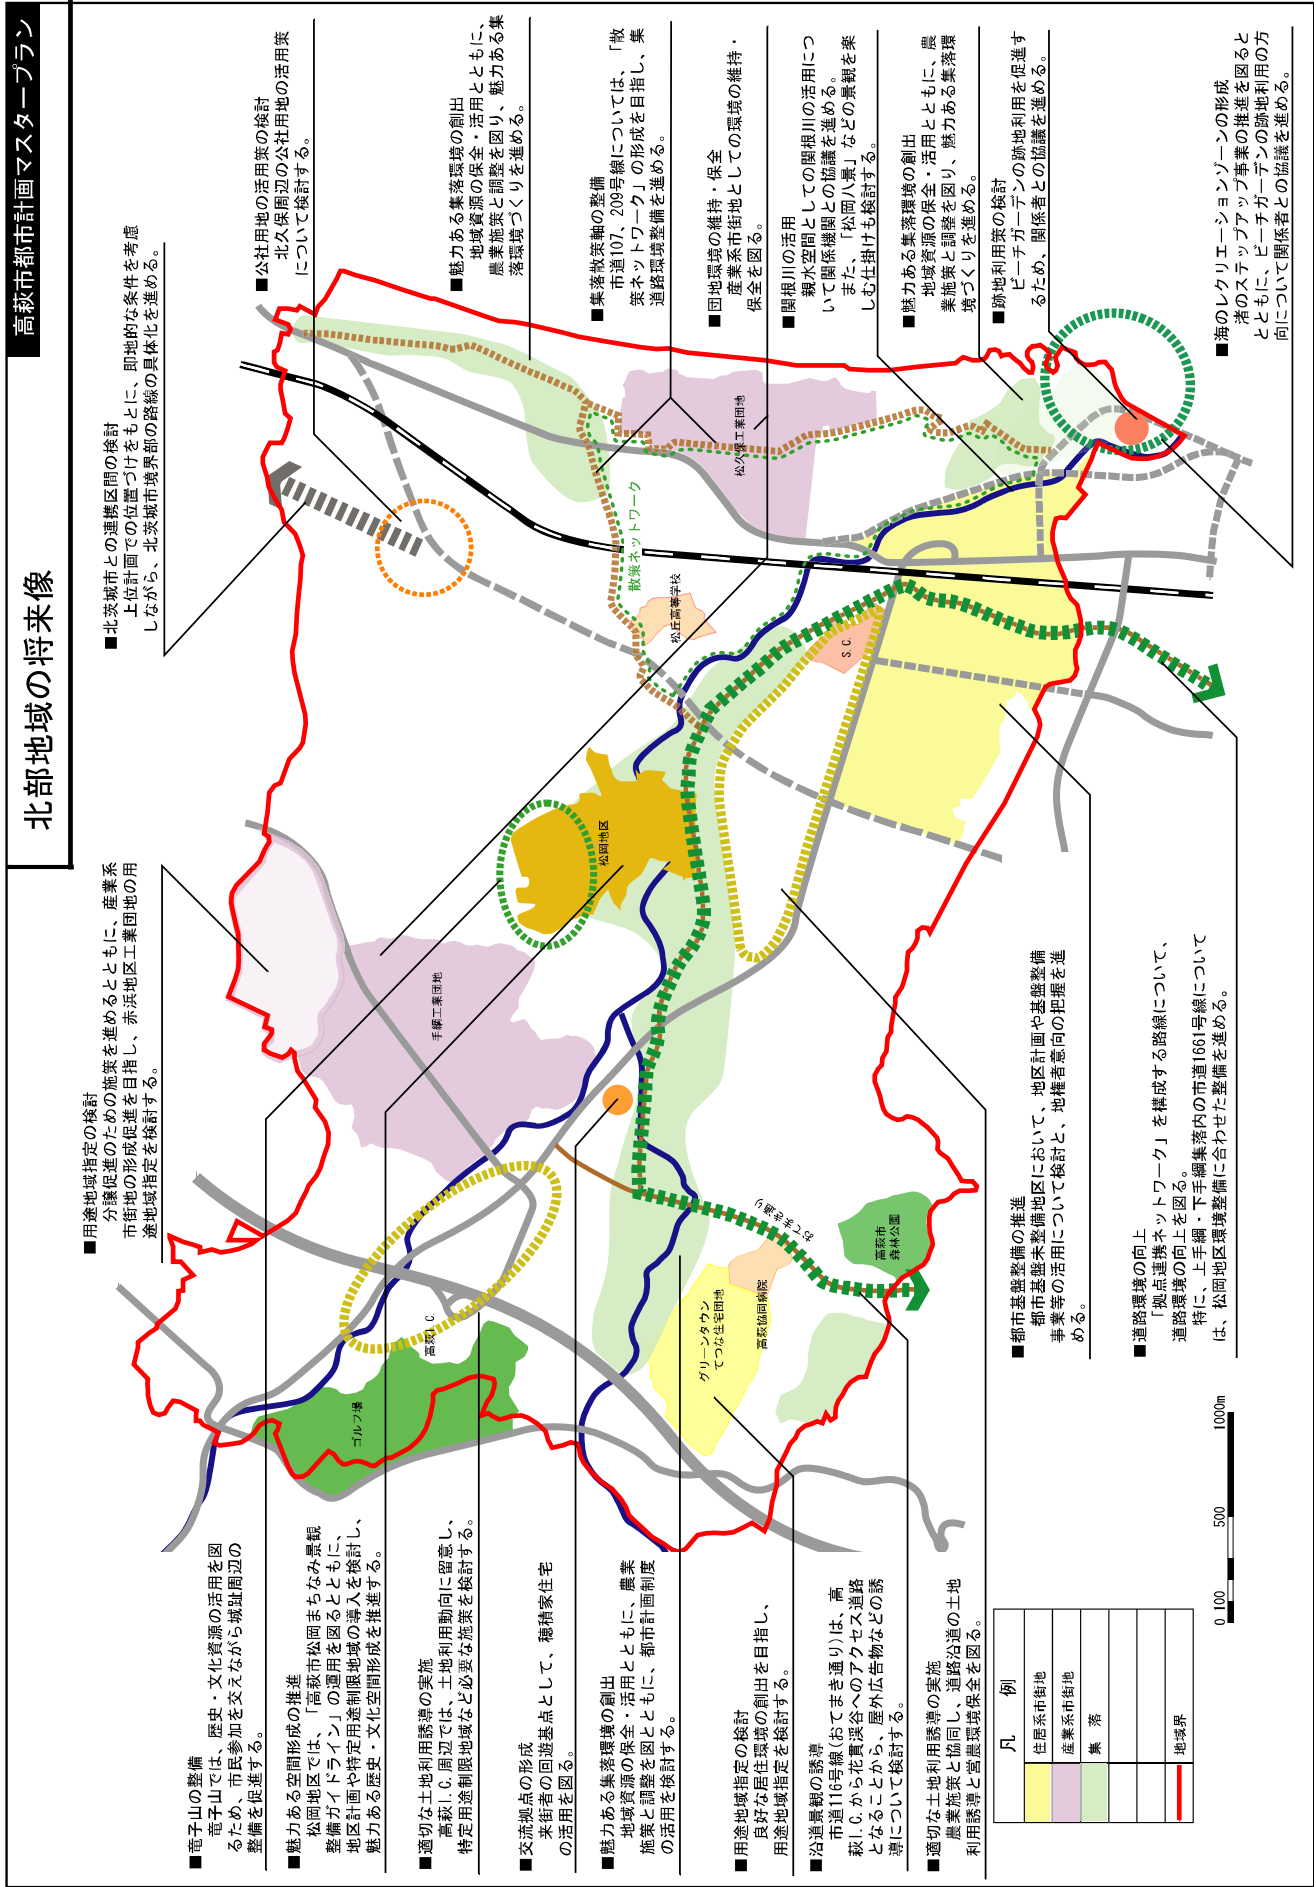 高萩市都市計画マスタープラン
北部地域の将来像
■用途地域指定の検討
分譲促進のための施策を進めるとともに、産業系
市街地の形成促進を目指し、赤浜地区工業団地の用
途地域指定を検討する。
■北茨城市との連携区間の検討
上位計画での位置づけをもとに、即地的な条件を考慮
しながら、北茨城市境界部の路線の具体化を進める。
■公社用地の活用策の検討
北久保周辺の公社用地の活用策
について検討する。
■魅力ある集落環境の創出
地域資源の保全・活用とともに、
農業施策と調整を図り、魅力ある集
落環境づくりを進める。
■集落散策軸の整備
市道107、209号線については、「散
策ネットワーク」の形成を目指し、集
道路環境整備を進める。
■団地環境の維持・保全
産業系市街地としての環境の維持・
保全を図る。
■関根川の活用
親水空間としての関根川の活用につ
いて関係機関との協議を進める。
また、「松岡八景」などの景観を楽
しむ仕掛けも検討する。
■魅力ある集落環境の創出
地域資源の保全・活用とともに、農
業施策と調整を図り、魅力ある集落環
境づくりを進める。
■跡地利用策の検討
ビーチガーデンの跡地利用を促進す
るため、関係者との協議を進める。
■海のレクリエーションゾーンの形成
渚のステップアップ事業の推進を図ると
とともに、ビーチガーデンの跡地利用の方
向について関係者との協議を進める。
■竜子山の整備
竜子山では、歴史・文化資源の活用を図
るため、市民参加を交えながら城址周辺の
整備を促進する。
■魅力ある空間形成の推進
松岡地区では、「高萩市松岡まちなみ景観
整備ガイドライン」の運用を図るとともに、
地区計画や特定用途制限地域の導入を検討し、
魅力ある歴史・文化空間形成を推進する。
■適切な土地利用誘導の実施
高萩I.C.周辺では、土地利用動向に留意し、
特定用途制限地域など必要な施策を検討する。
■交流拠点の形成
来街者の回遊基点として、穂積家住宅
の活用を図る。
■魅力ある集落環境の創出
地域資源の保全・活用とともに、農業
施策と調整を図とともに、都市計画制度
の活用を検討する。
■用途地域指定の検討
良好な居住環境の創出を目指し、
用途地域指定を検討する。
■沿道景観の誘導
市道116号線(おてまき通り)は、高
萩I.C.から花貫渓谷へのアクセス道路
となることから、屋外広告物などの誘
導について検討する。
■適切な土地利用誘導の実施
農業施策と協同し、道路沿道の土地
利用誘導と営農環境保全を図る。
■都市基盤整備の推進
都市基盤未整備地区において、地区計画や基盤整備
事業等の活用について検討と、地権者意向の把握を進
める。
■道路環境の向上
「拠点連携ネットワーク」を構成する路線について、
道路環境の向上を図る。
特に、上手綱・下手綱集落内の市道1661号線について
は、松岡地区環境整備に合わせた整備を進める。
ゴルフ場
高萩I.C.
手綱工業団地
松岡地区
松丘高等学校
散策ネットワーク
松久保工業団地
S.C.
グリーンタウン
てつな住宅団地
高萩協同病院
おてまき通り
高萩市
森林公園
凡 例
住居系市街地
産業系市街地
集 落
地域界
0 100 500 1000m